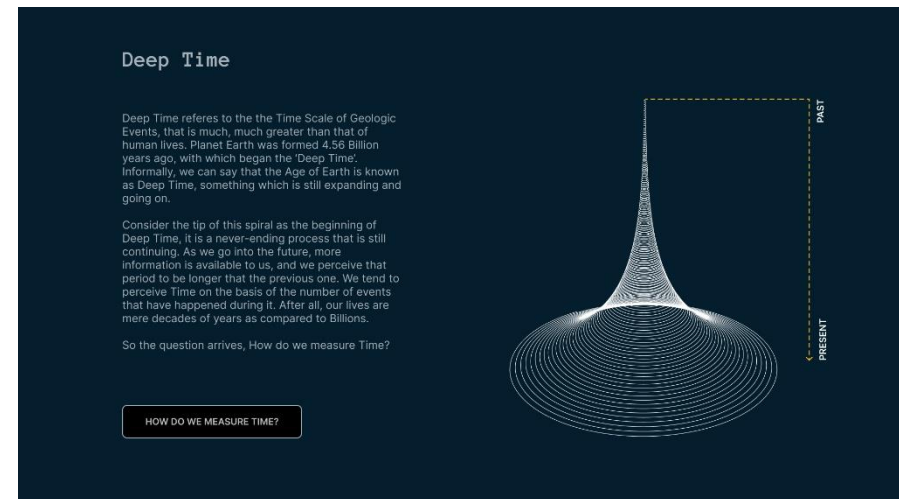 Deep Time
Deep Time referes to the the Time Scale of Geologic
Events, that is much, much greater than that of
human lives. Planet Earth was formed 4.56 Billion
years ago, with which began the ‘Deep Time’.
Informally, we can say that the Age of Earth is known
as Deep Time, something which is still expanding and
going on.
Consider the tip of this spiral as the beginning of
Deep Time, it is a never-ending process that is still
continuing. As we go into the future, more
information is available to us, and we perceive that
period to be longer that the previous one. We tend to
perceive Time on the basis of the number of events
that have happened during it. After all, our lives are
mere decades of years as compared to Billions.
So the question arrives, How do we measure Time?
HOW DO WE MEASURE TIME?
PAST
PRESENT